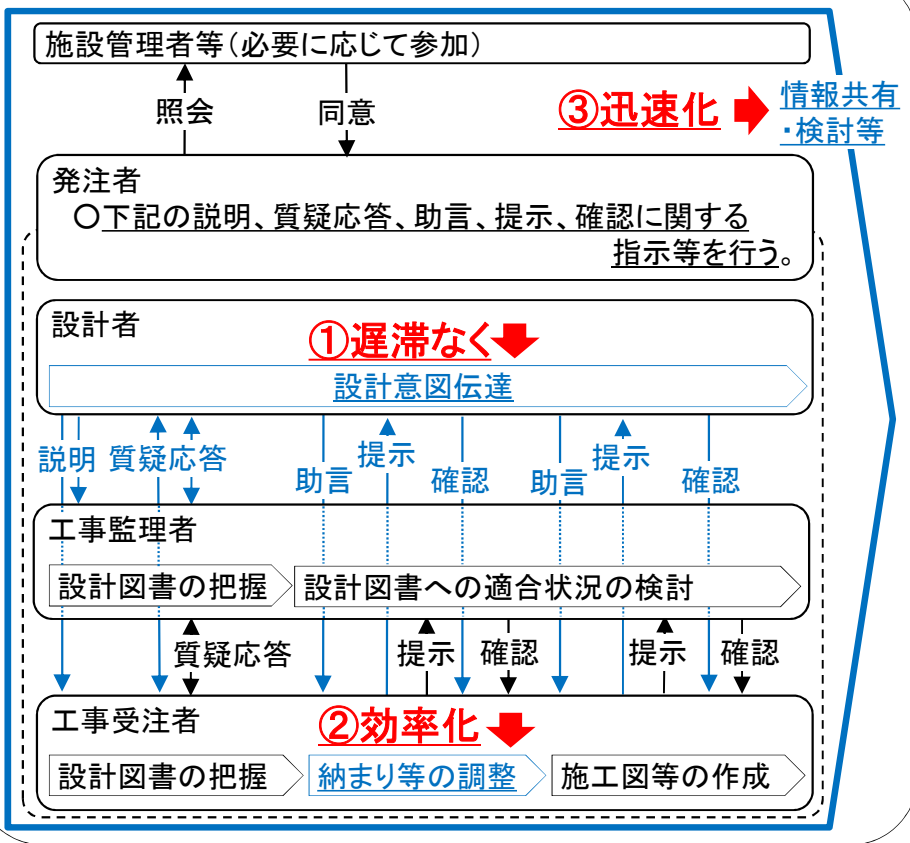 施設管理者等(必要に応じて参加)
照会
同意
③迅速化
情報共有
・検討等
発注者
〇下記の説明、質疑応答、助言、提示、確認に関する
指示等を行う。
設計者
①遅滞なく
設計意図伝達
説明 質疑応答 助言 提示 確認 助言 提示 確認
工事監理者
設計図書の把握 設計図書への適合状況の検討
質疑応答 提示 確認 提示 確認
工事受注者
②効率化
設計図書の把握 納まり等の調整 施工図等の作成